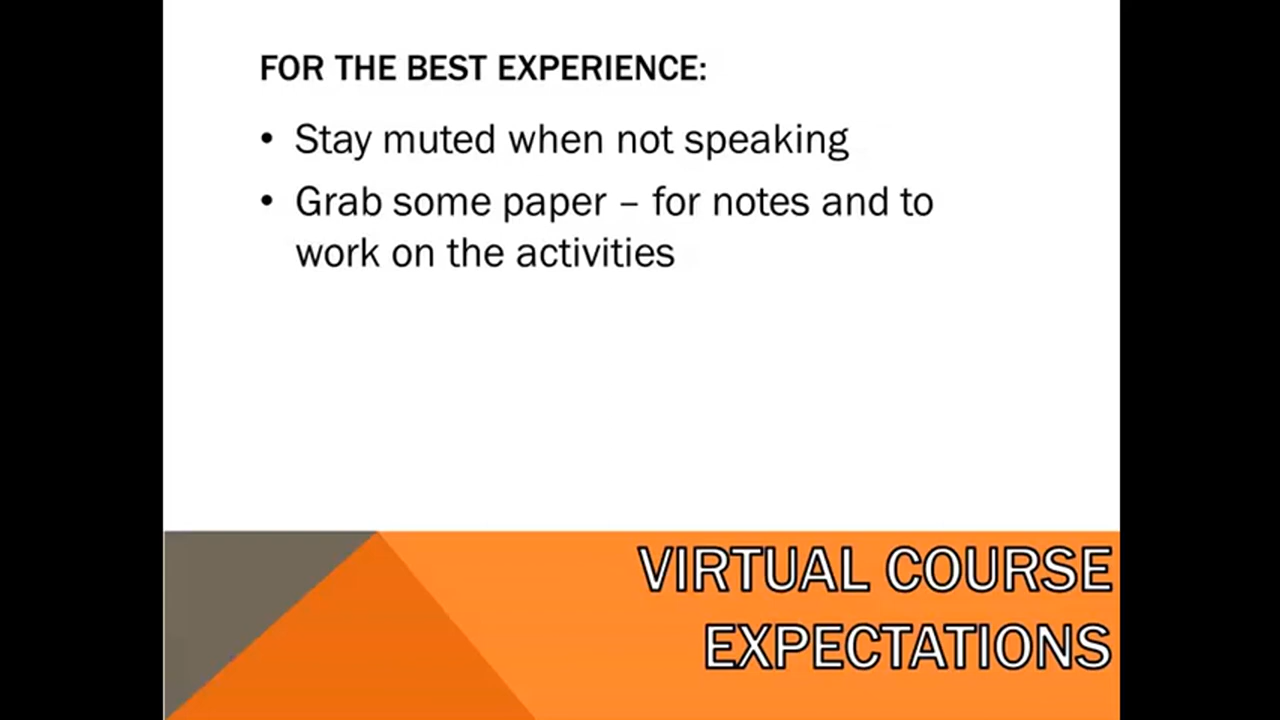 FOR THE BEST EXPERIENCE:
• Stay muted when not speaking
• Grab some paper – for notes and to
work on the activities
VIRTUAL COURSE
EXPECTATIONS